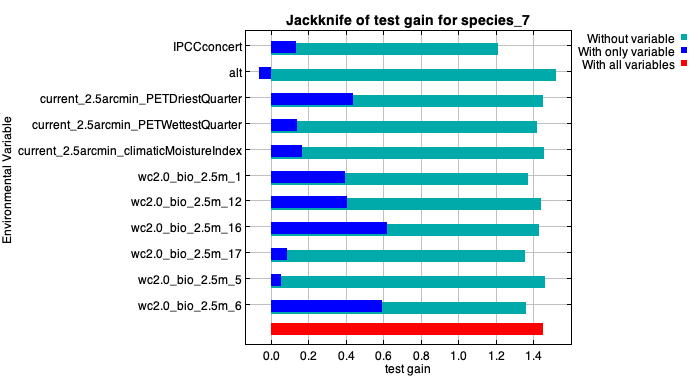 Jackknife of test gain for species_7
Environmental Variable
IPCCconcert
alt
current_2.5arcmin_PETDriestQuarter
current_2.5arcmin_PETWettestQuarter
current_2.5arcmin_climaticMoistureIndex
wc2.0_bio_2.5m_1
wc2.0_bio_2.5m_12
wc2.0_bio_2.5m_16
wc2.0_bio_2.5m_17
wc2.0_bio_2.5m_5
wc2.0_bio_2.5m_6
0.0 0.2 0.4 0.6 0.8 1.0 1.2 1.4
test gain
Without variable
With only variable
With all variables